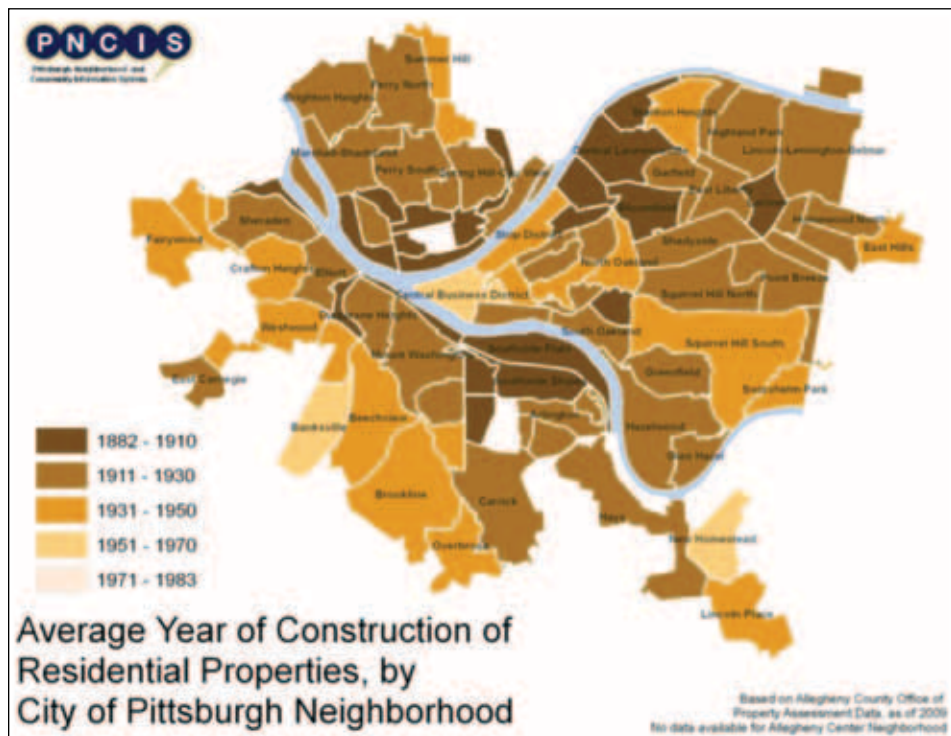 PNCIS
Pittsburgh Neighborhood and
Community Information System
Summer Hill
Perry North
Brighton Heights
Stanton Heights
Highland Park
Central Lawrenceville
Lincoln-Lemington-Belmar
Marshall-Shadeland
Perry South
Spring Hill-City View
Garfield
East Liberty
Larimer
Bloomfield
Homewood North
Sheraden
Strip District
Shadyside
East Hills
Fairywood
Crafton Heights
Elliott
North Oakland
Point Breeze
Central Business District
Squirrel Hill North
Westwood
Duquesne Heights
South Oakland
Mount Washington
Southside Flats
Squirrel Hill South
East Carnegie
Southside Slopes
Greenfield
Swisshelm Park
Banksville
Beechview
Arlington
Hazelwood
Glen Hazel
Brookline
Carrick
Hays
Overbrook
New Homestead
Lincoln Place
1882 - 1910
1911 - 1930
1931 - 1950
1951 - 1970
1971 - 1983
Average Year of Construction of
Residential Properties, by
City of Pittsburgh Neighborhood
Based on Allegheny County Office of
Property Assessment Data, as of 2009
No data available for Allegheny Center Neighborhood